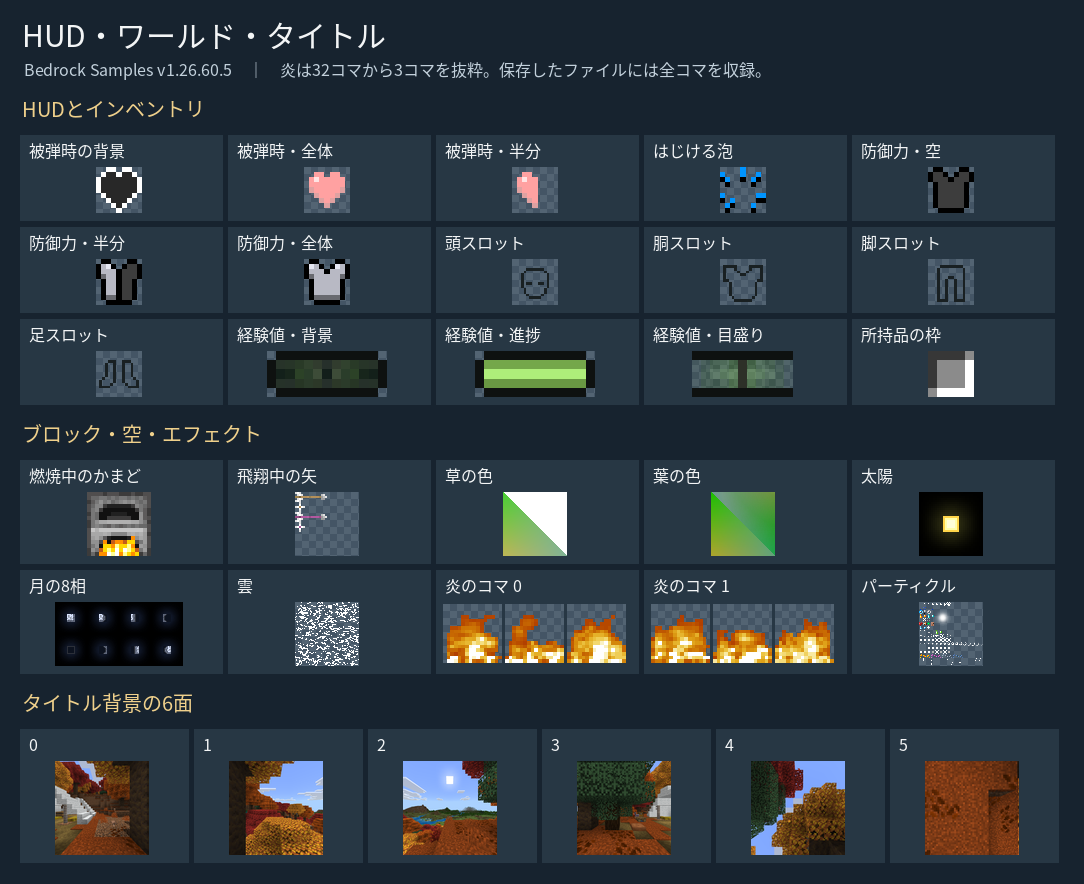 HUD・ワールド・タイトル
Bedrock Samples v1.26.60.5 ｜ 炎は32コマから3コマを抜粋。保存したファイルには全コマを収録。
HUDとインベントリ
被弾時の背景
被弾時・全体
被弾時・半分
はじける泡
防御力・空
防御力・半分
防御力・全体
頭スロット
胴スロット
脚スロット
足スロット
経験値・背景
経験値・進捗
経験値・目盛り
所持品の枠
ブロック・空・エフェクト
燃焼中のかまど
飛翔中の矢
草の色
葉の色
太陽
月の8相
雲
炎のコマ 0
炎のコマ 1
パーティクル
タイトル背景の6面
0
1
2
3
4
5